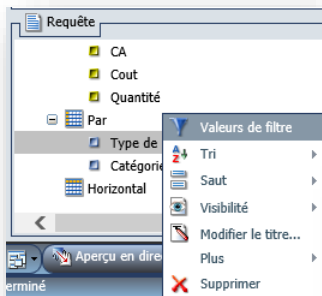 Requête
CA
Cout
Quantité
Par
Valeurs de filtre
Type de
Tri
Catégorie
Saut
Horizontal
Visibilité
Modifier le titre...
Aperçu en dire
Plus
erminé
Supprimer